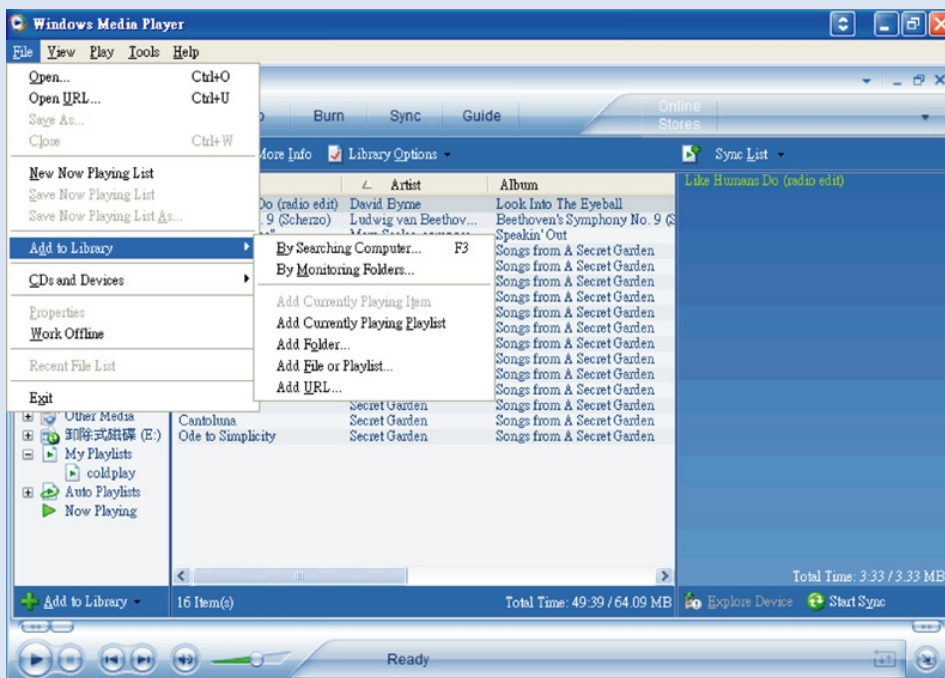 Windows Media Player
File View Play Tools Help
Open... Ctrl+O
Open URL... Ctrl+U
Save As...
Close Ctrl+W
New Now Playing List
Save Now Playing List
Save Now Playing List As...
Add to Library
CDs and Devices
Properties
Work Offline
Recent File List
Exit
By Searching Computer... F3
By Monitoring Folders...
Add Currently Playing Item
Add Currently Playing Playlist
Add Folder...
Add File or Playlist...
Add URL...
Burn Sync Guide Online Stores
More Info Library Options Sync List
Artist Album
Do (radio edit) David Byrne Look Into The Eyeball
. 9 (Scherzo) Ludwig van Beethov... Beethoven's Symphony No. 9 (S
Speakin' Out
Songs from A Secret Garden
Songs from A Secret Garden
Songs from A Secret Garden
Songs from A Secret Garden
Songs from A Secret Garden
Songs from A Secret Garden
Songs from A Secret Garden
Songs from A Secret Garden
Songs from A Secret Garden
Songs from A Secret Garden
Secret Garden Songs from A Secret Garden
Cantoluna Secret Garden Songs from A Secret Garden
Ode to Simplicity Secret Garden Songs from A Secret Garden
Like Humans Do (radio edit)
Other Media
卸除式磁碟 (E:)
My Playlists
coldplay
Auto Playlists
Now Playing
Total Time: 3:33 / 3.33 MB
Add to Library 16 Item(s) Total Time: 49:39 / 64.09 MB Explore Device Start Sync
Ready